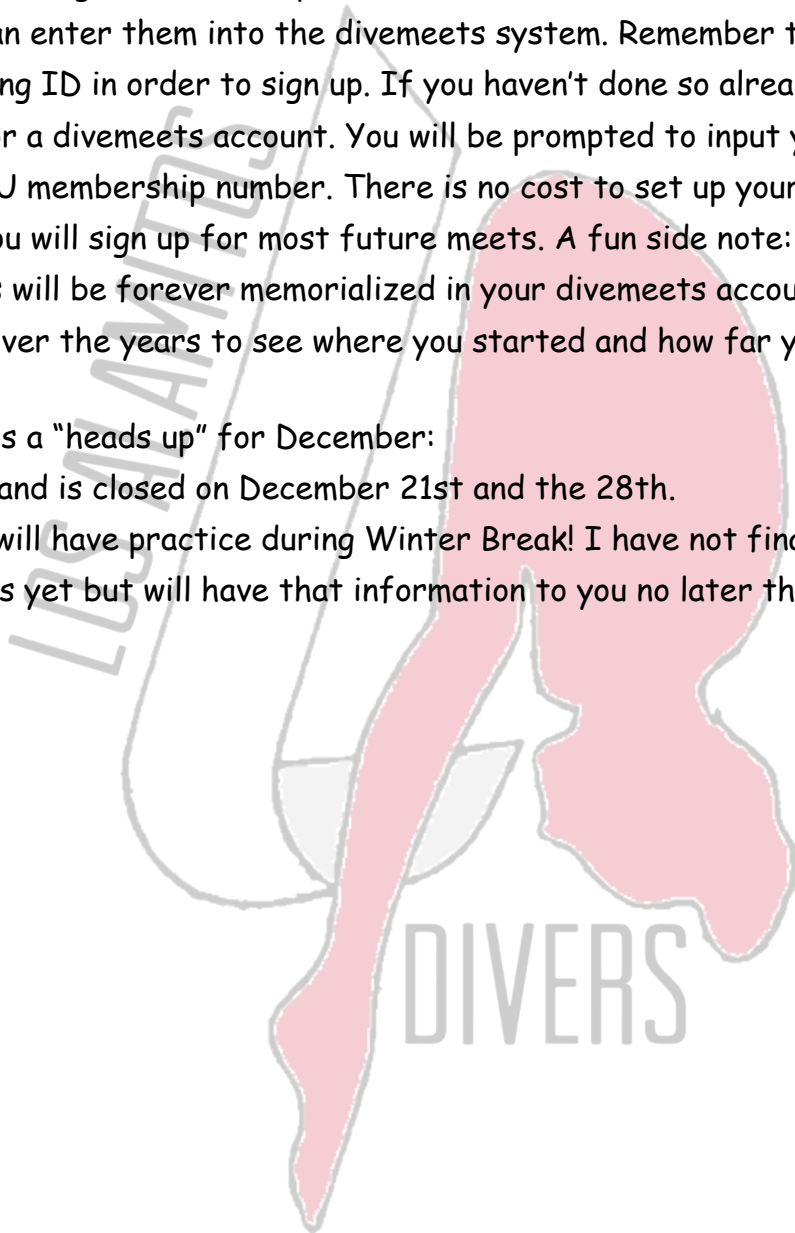 an enter them into the divemeets system. Remember t
ng ID in order to sign up. If you haven't done so alrea
or a divemeets account. You will be prompted to input y
U membership number. There is no cost to set up your
ou will sign up for most future meets. A fun side note:
s will be forever memorialized in your divemeets accou
ver the years to see where you started and how far y
s a “heads up” for December:
and is closed on December 21st and the 28th.
will have practice during Winter Break! I have not fina
s yet but will have that information to you no later th
LOS ALAMITOS
DIVERS